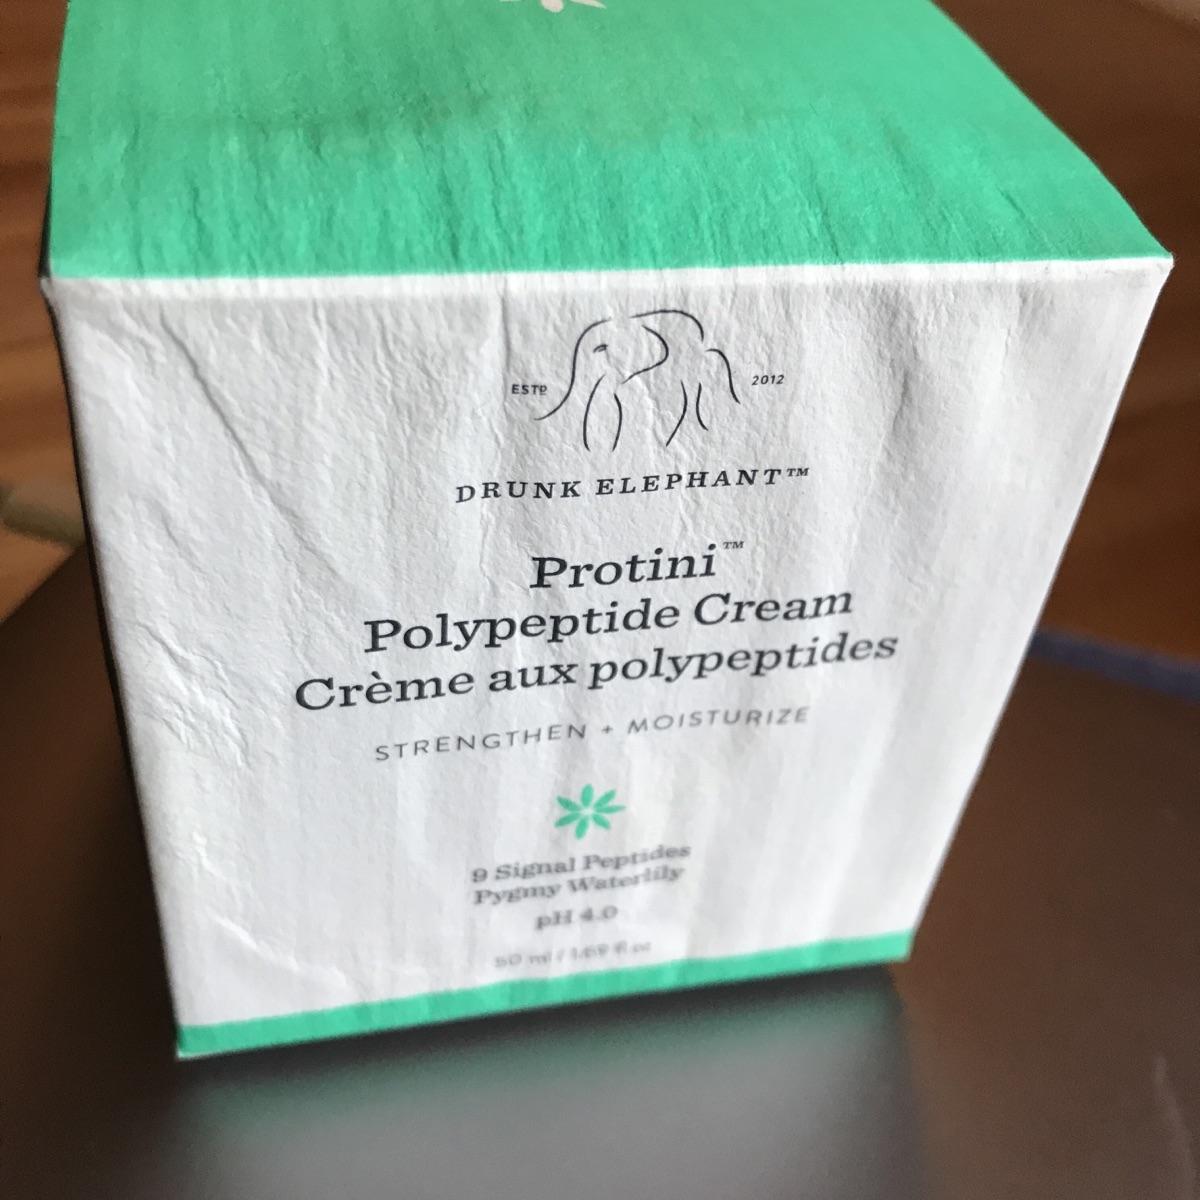 ESTD 2012
DRUNK ELEPHANT™
Protini™
Polypeptide Cream
Crème aux polypeptides
STRENGTHEN + MOISTURIZE
9 Signal Peptides
Pygmy Waterlily
pH 4.0
50 ml / 1.69 fl oz